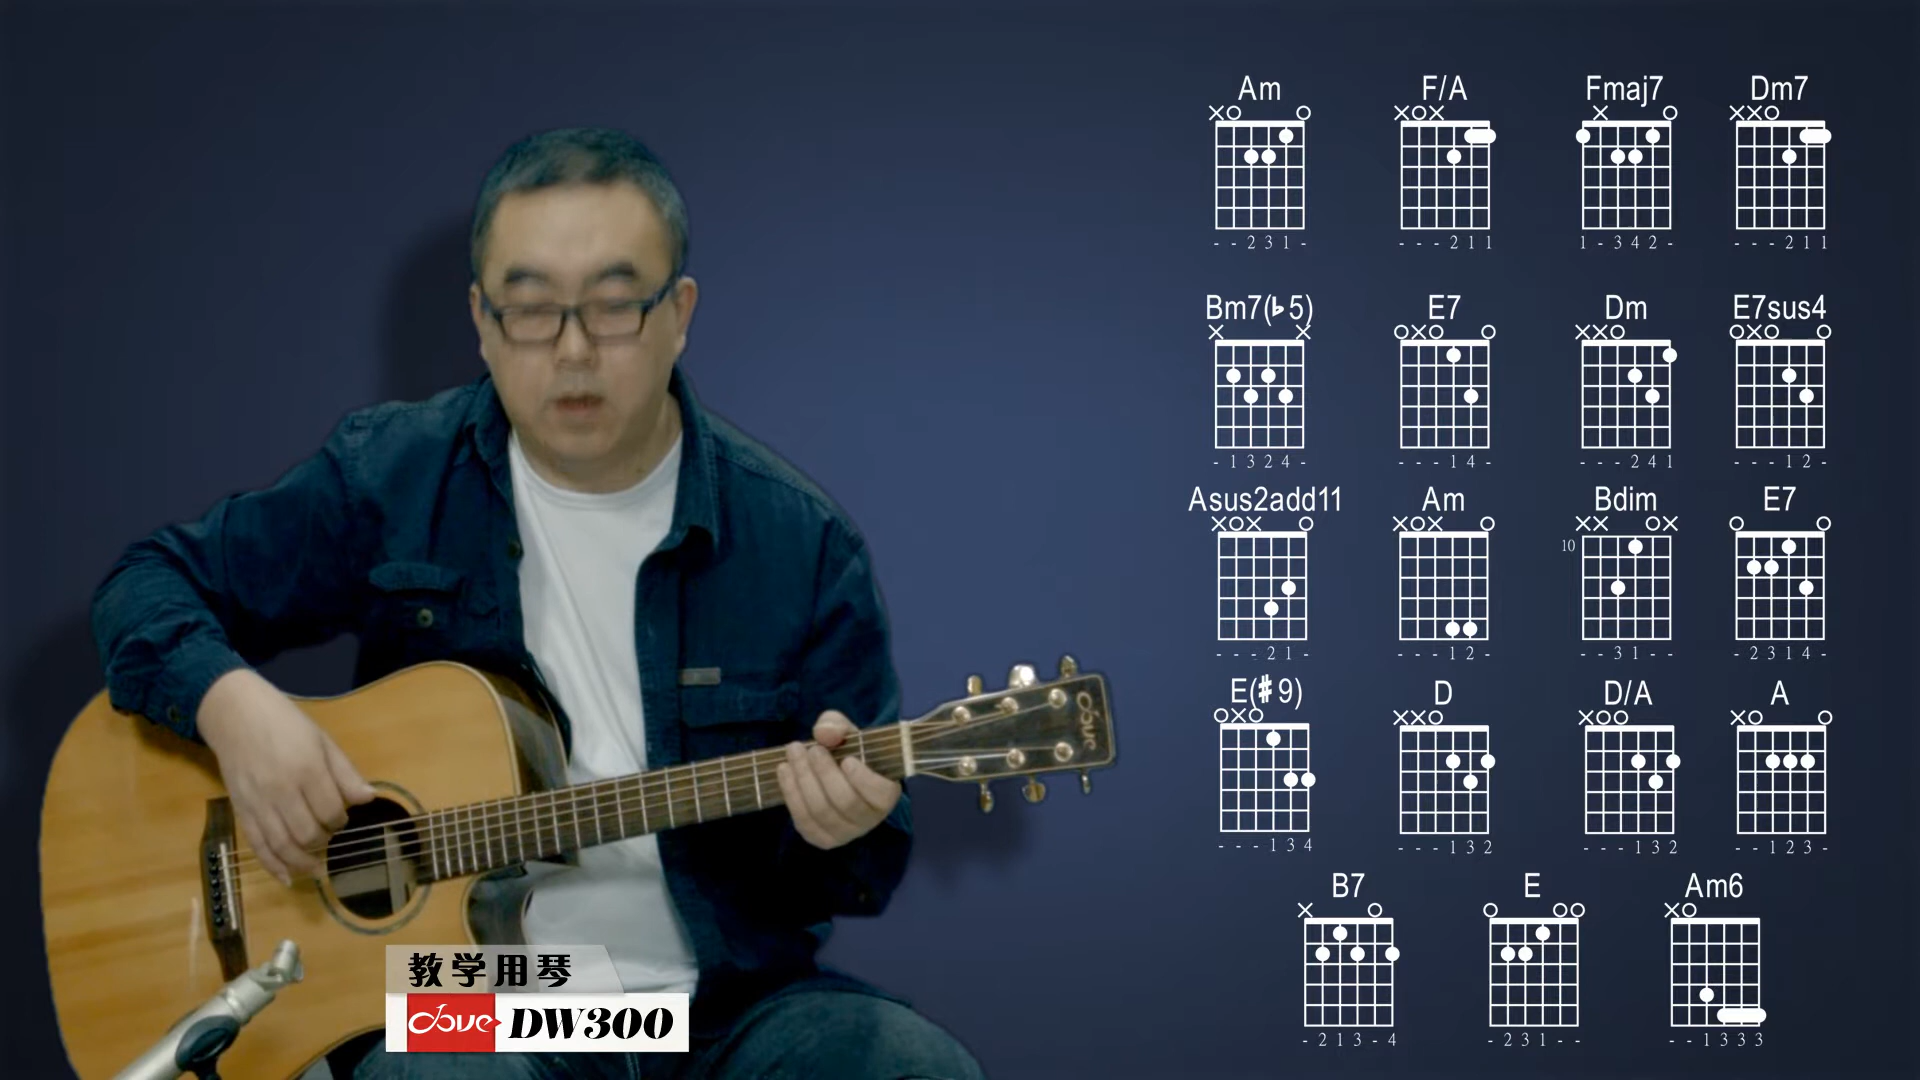 Am F/A Fmaj7 Dm7
- - 2 3 1 - - - - 2 1 1 1 - 3 4 2 - - - - 2 1 1
Bm7(♭5) E7 Dm E7sus4
- 1 3 2 4 - - - - 1 4 - - - - 2 4 1 - - - 1 2 -
Asus2add11 Am Bdim E7
10
- - - 2 1 - - - - 1 2 - - - 3 1 - - - 2 3 1 4 -
E(♯9) D D/A A
- - - 1 3 4 - - - 1 3 2 - - - 1 3 2 - - 1 2 3 -
B7 E Am6
- 2 1 3 - 4 - 2 3 1 - - - - 1 3 3 3
Dove
教学用琴
Dove DW300